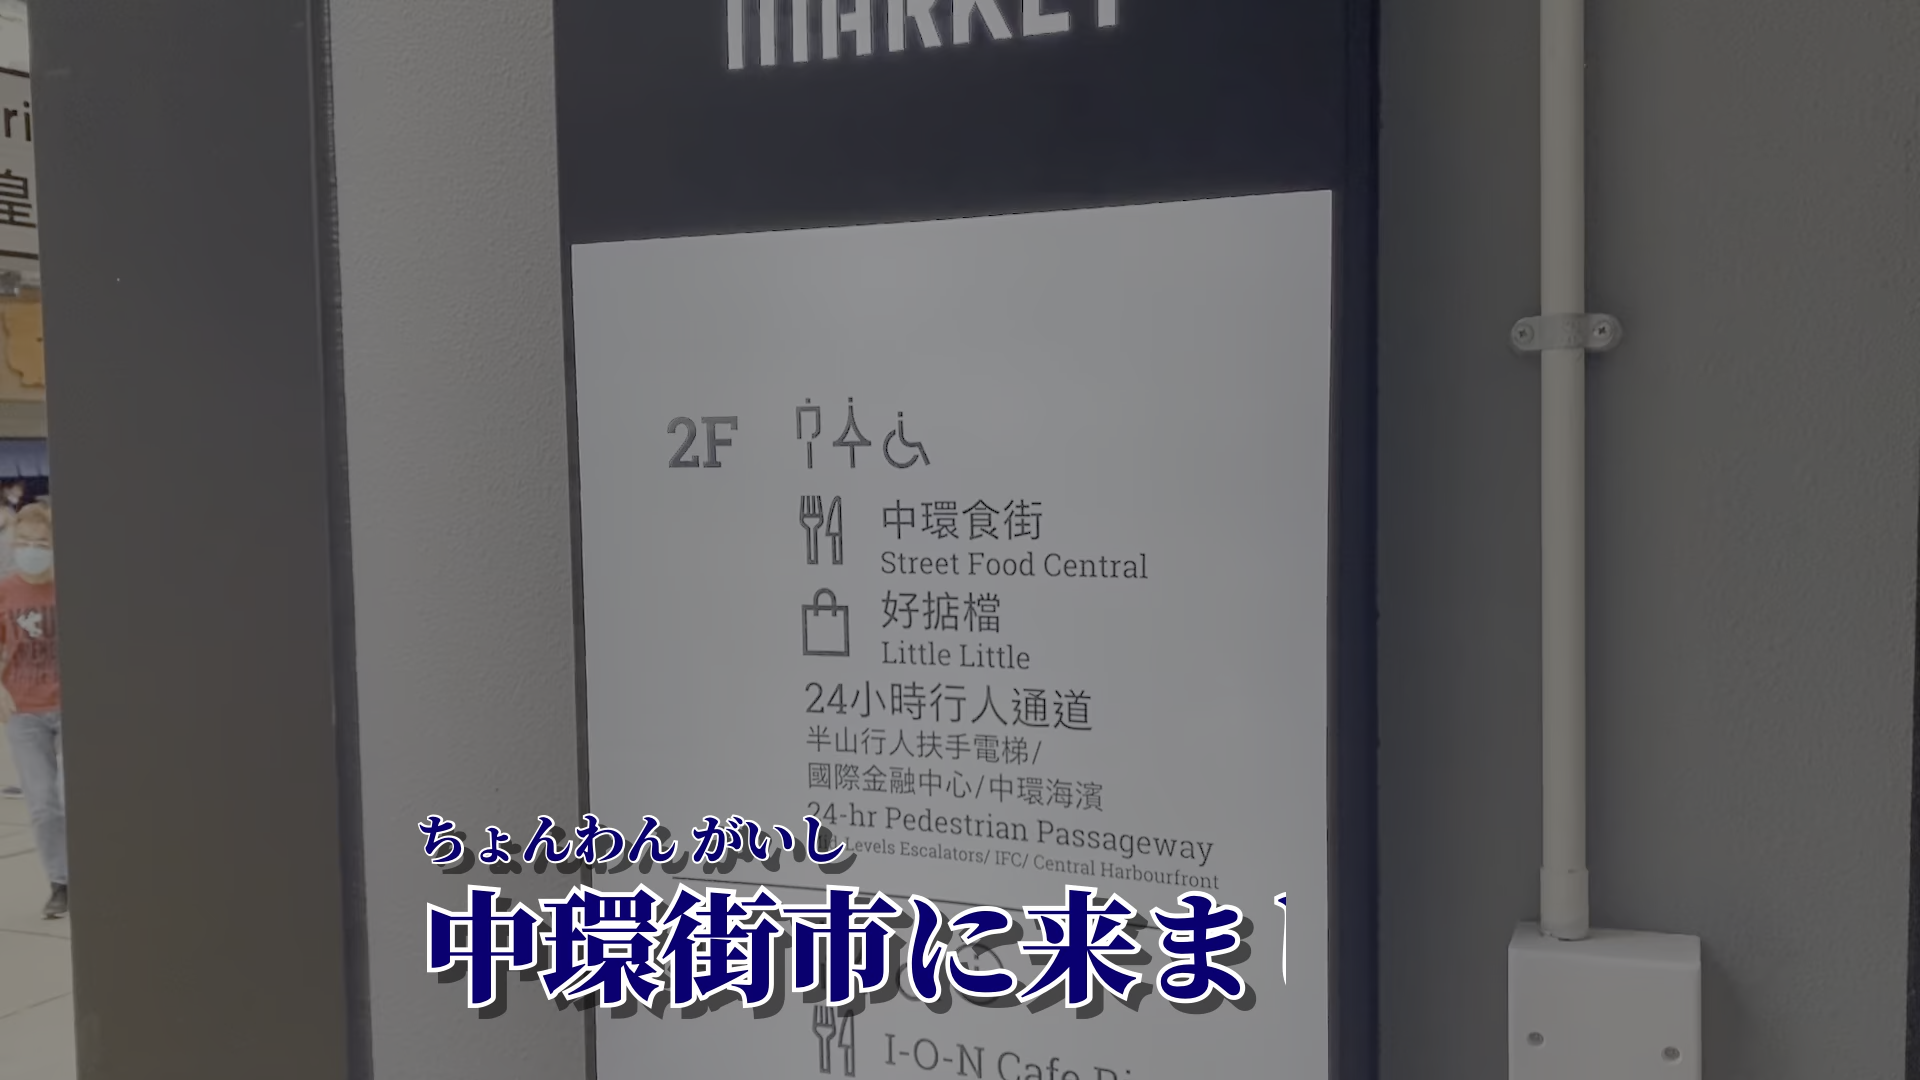 MARKET
ri
皇
2F
中環食街
Street Food Central
好掂檔
Little Little
24小時行人通道
半山行人扶手電梯/
國際金融中心/中環海濱
24-hr Pedestrian Passageway
Levels Escalators/ IFC/ Central Harbourfront
ちょんわん がいし
中環街市に来ま
I-O-N Cafe